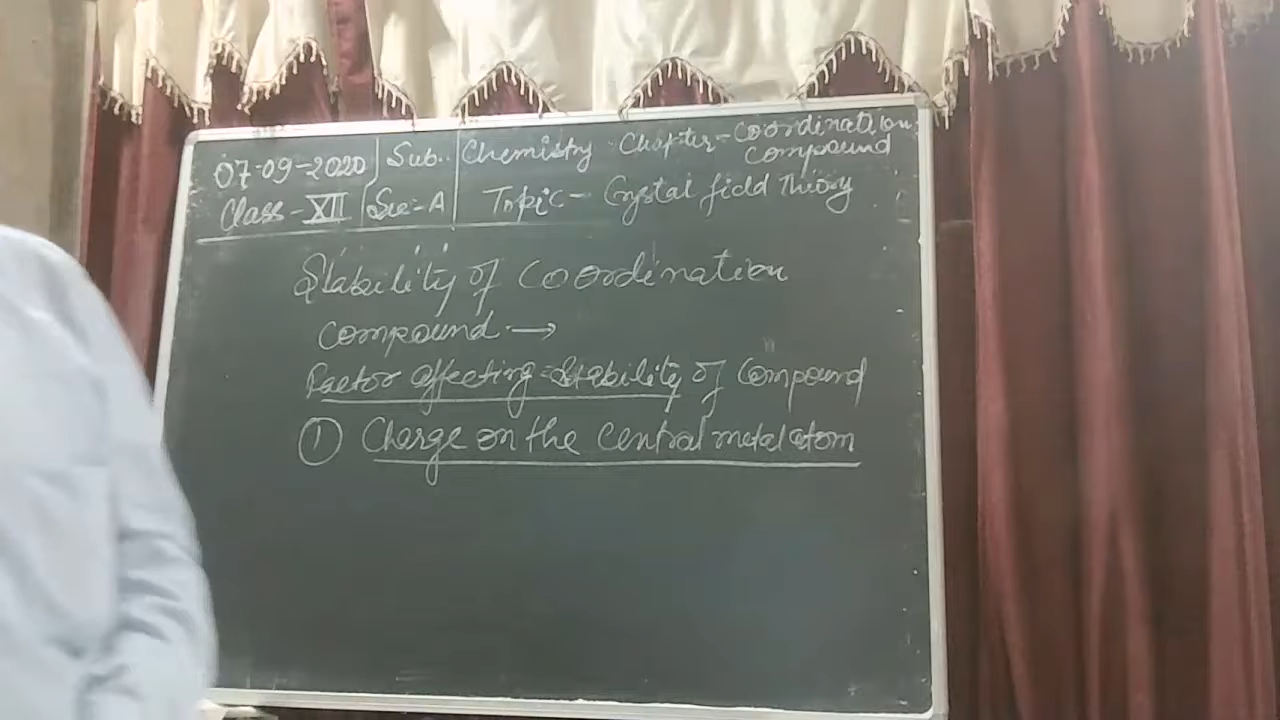 07-09-2020 Sub.. Chemistry Chapter - Coordination
compound
Class - XII Sec - A Topic - Crystal field Theory
Stability of Coordination
compound →
Factor affecting Stability of Compound
① Charge on the central metal atom